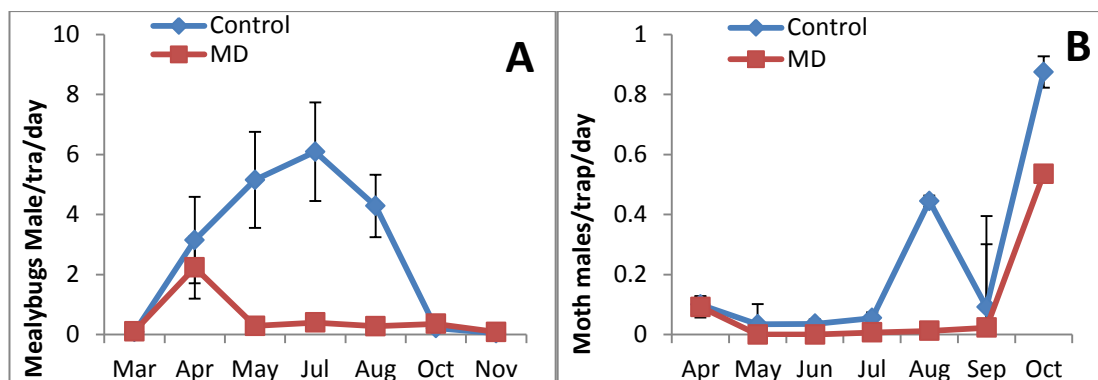 Control
MD
A
10
8
6
4
2
0
Mealybugs Male/tra/day
Mar Apr May Jul Aug Oct Nov
Control
MD
B
1
0.8
0.6
0.4
0.2
0
Moth males/trap/day
Apr May Jun Jul Aug Sep Oct